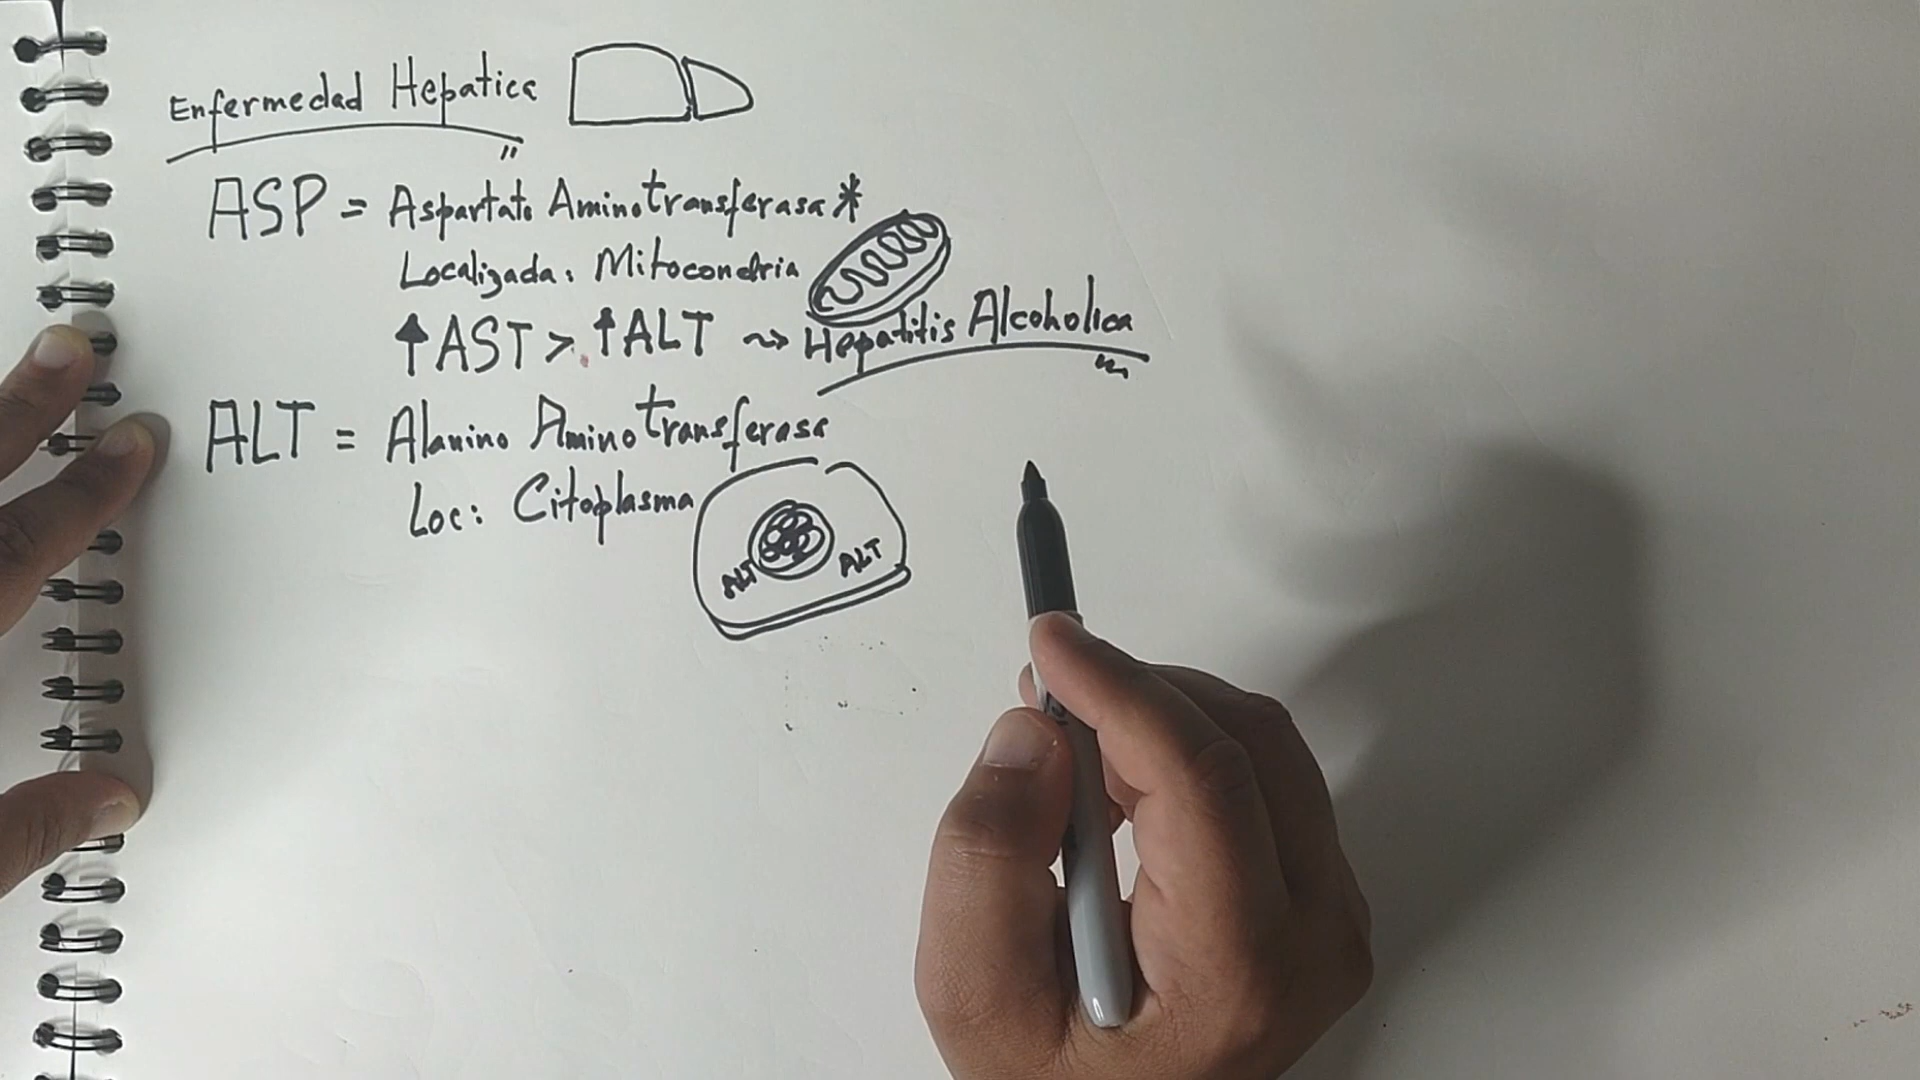 Enfermedad Hepatica
ASP = Aspartato Aminotransferasa*
Localizada: Mitocondria
↑AST > ↑ALT ~> Hepatitis Alcoholica
ALT = Alanino Aminotransferasa
Loc: Citoplasma
ALT ALT